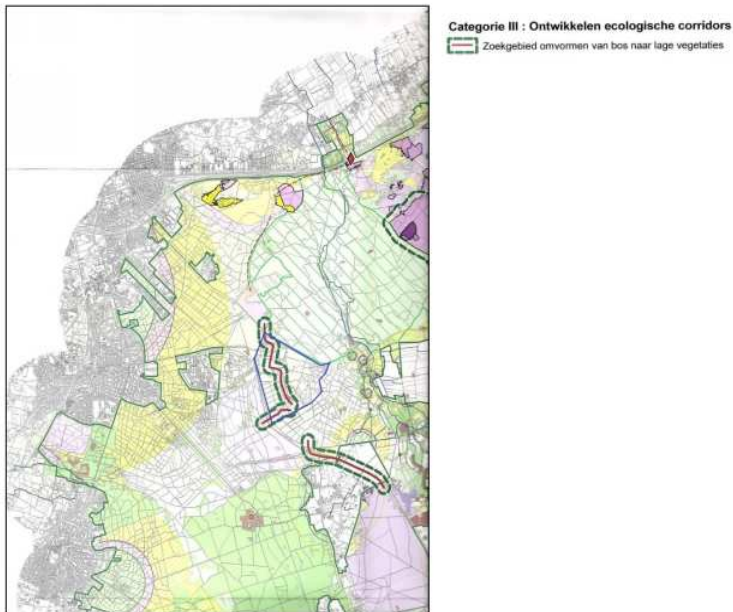 Categorie III : Ontwikkelen ecologische corridors
Zoekgebied omvormen van bos naar lage vegetaties